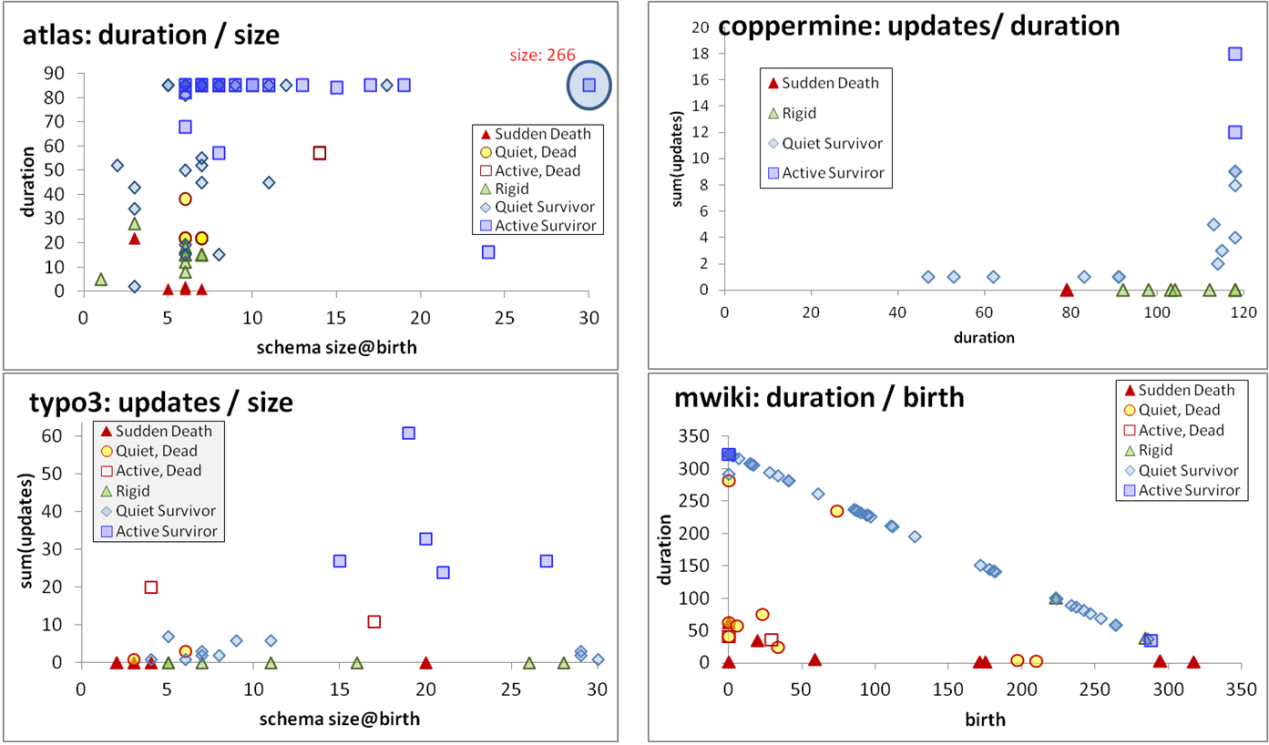 atlas: duration / size
size: 266
90
80
70
60
50
40
30
20
10
0
duration
0 5 10 15 20 25 30
schema size@birth
Sudden Death
Quiet, Dead
Active, Dead
Rigid
Quiet Survivor
Active Surviror
coppermine: updates/ duration
20
18
16
14
12
10
8
6
4
2
0
sum(updates)
0 20 40 60 80 100 120
duration
Sudden Death
Rigid
Quiet Survivor
Active Surviror
typo3: updates / size
60
50
40
30
20
10
0
sum(updates)
0 5 10 15 20 25 30
schema size@birth
Sudden Death
Quiet, Dead
Active, Dead
Rigid
Quiet Survivor
Active Surviror
mwiki: duration / birth
350
300
250
200
150
100
50
0
duration
0 50 100 150 200 250 300 350
birth
Sudden Death
Quiet, Dead
Active, Dead
Rigid
Quiet Survivor
Active Surviror